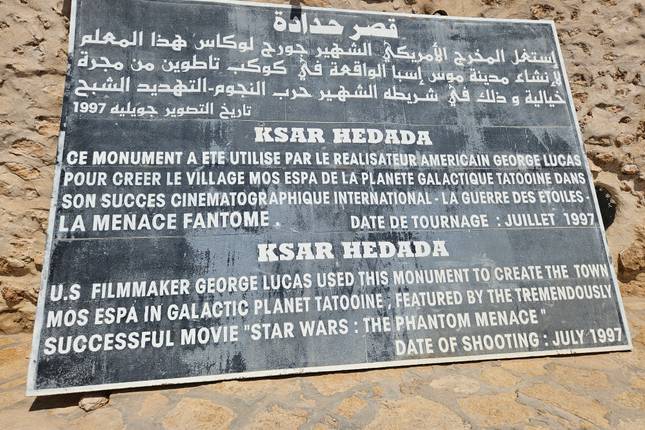 قصر حدادة
إستغل المخرج الأمريكي الشهير جورج لوكاس هذا المعلم
لإنشاء مدينة موس إسبا الواقعة في كوكب تاطوين من مجرة
خيالية و ذلك في شريطه الشهير حرب النجوم-التهديد الشبح
تاريخ التصوير جويليه 1997
KSAR HEDADA
CE MONUMENT A ETE UTILISE PAR LE REALISATEUR AMERICAIN GEORGE LUCAS
POUR CREER LE VILLAGE MOS ESPA DE LA PLANETE GALACTIQUE TATOOINE DANS
SON SUCCES CINEMATOGRAPHIQUE INTERNATIONAL - LA GUERRE DES ETOILES -
LA MENACE FANTOME . DATE DE TOURNAGE : JUILLET 1997
KSAR HEDADA
U.S FILMMAKER GEORGE LUCAS USED THIS MONUMENT TO CREATE THE TOWN
MOS ESPA IN GALACTIC PLANET TATOOINE , FEATURED BY THE TREMENDOUSLY
SUCCESSFUL MOVIE "STAR WARS : THE PHANTOM MENACE "
DATE OF SHOOTING : JULY 1997